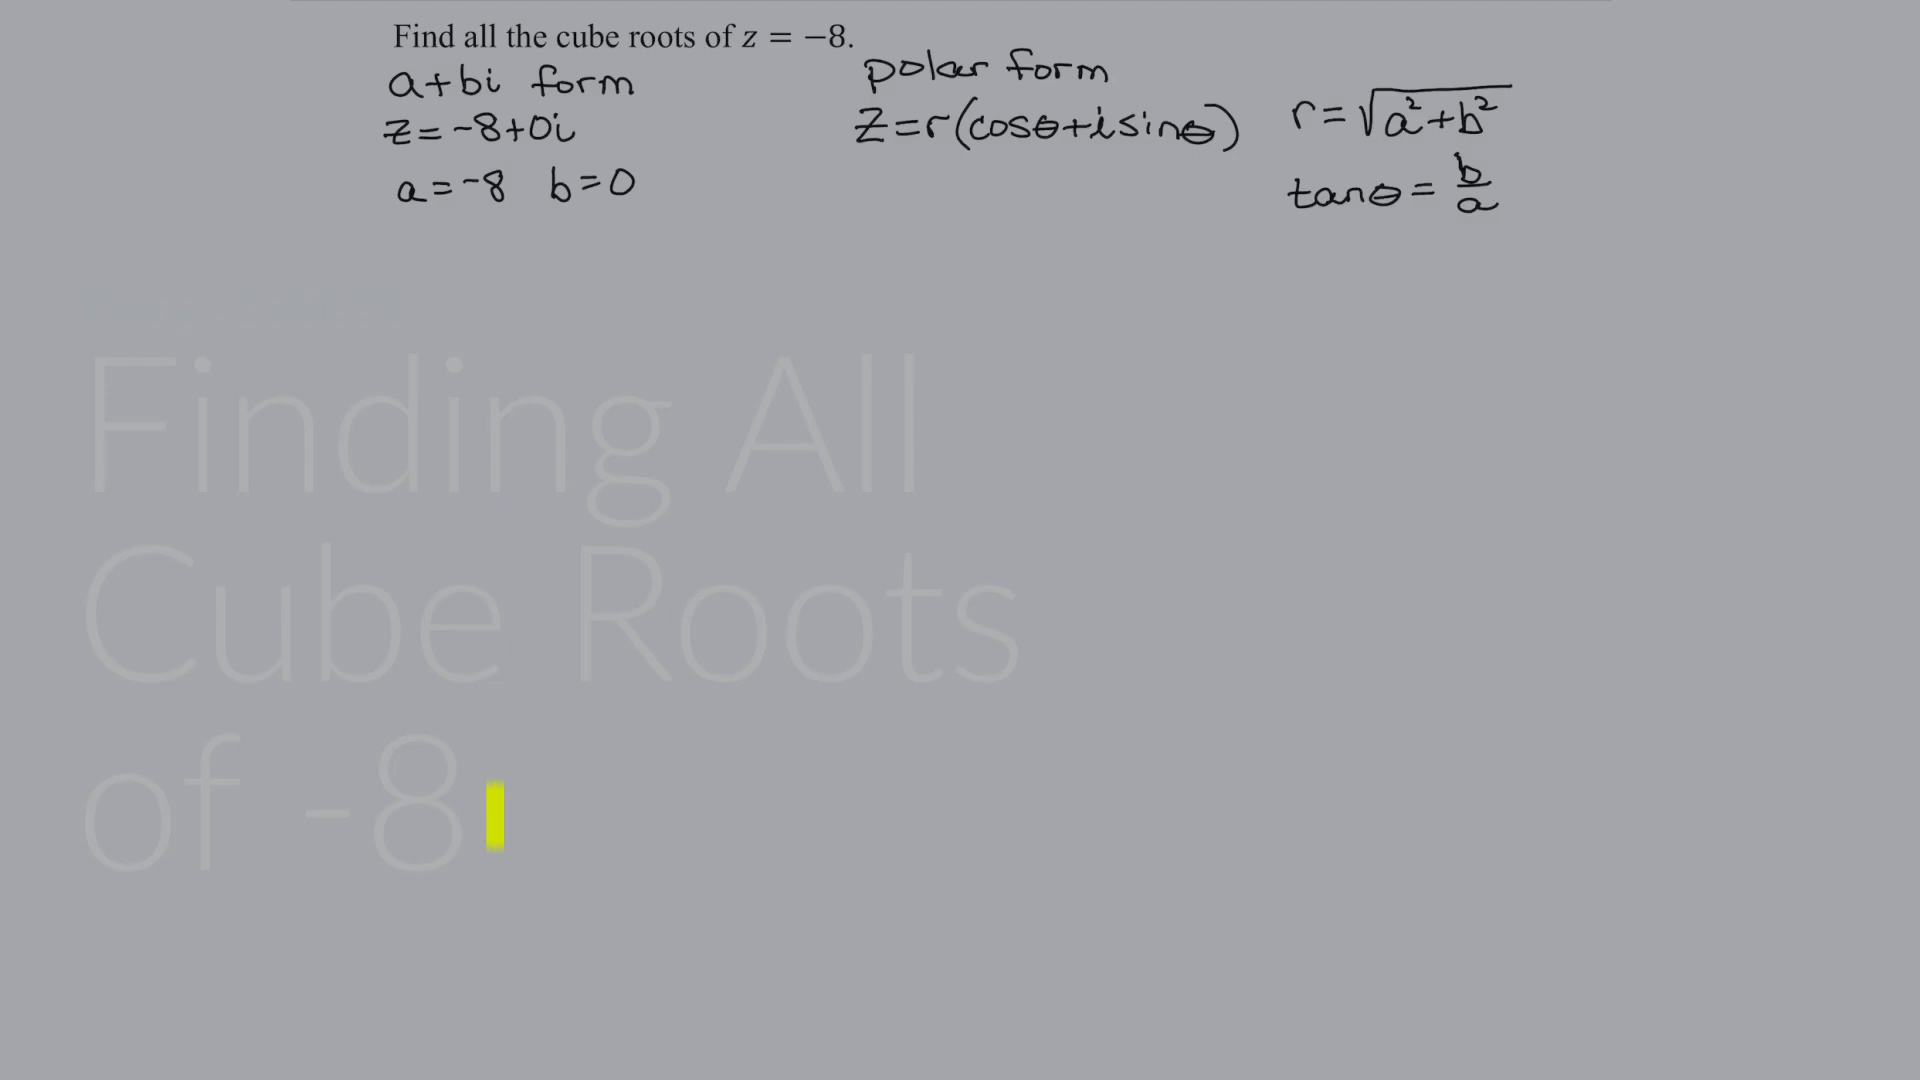 Find all the cube roots of z = −8.
a+bi form
z = -8+0i
a = -8 b = 0
polar form
z = r(cosθ + i sinθ)
r = √a²+b²
tanθ = b/a
Finding All
Cube Roots
of -8